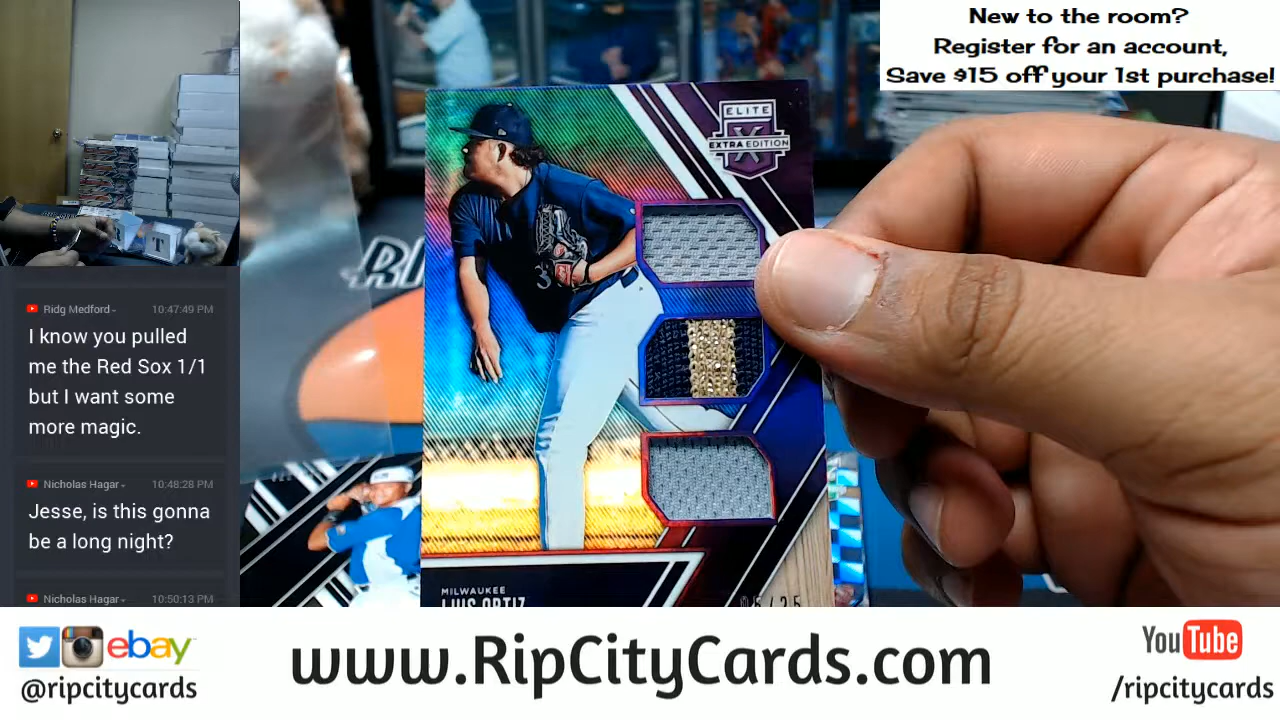 New to the room?
Register for an account,
Save $15 off your 1st purchase!
ELITE
X
EXTRA EDITION
Ridg Medford
10:47:49 PM
I know you pulled
me the Red Sox 1/1
but I want some
more magic.
Nicholas Hagar
10:48:28 PM
Jesse, is this gonna
be a long night?
Nicholas Hagar
10:50:13 PM
MILWAUKEE
LUIS ORTIZ
ebay
@ripcitycards
www.RipCityCards.com
YouTube
/ripcitycards